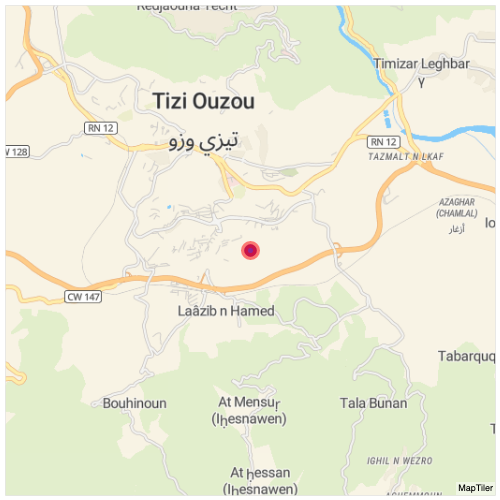 Redjaouna Techt
Timizar Leghbar
Y
Tizi Ouzou
تيزي وزو
RN 12
RN 12
W 128
TAZMALT N LKAF
AZAGHAR
(CHAMLAL)
أزغار
Io
CW 147
Laâzib n Hamed
Tabarquq
Bouhinoun
At Mensuṛ
(Iḥesnawen)
Tala Bunan
T
IGHIL N WEZRO
At ḥessan
(Iḥesnawen)
AGHEMMOUN
MapTiler